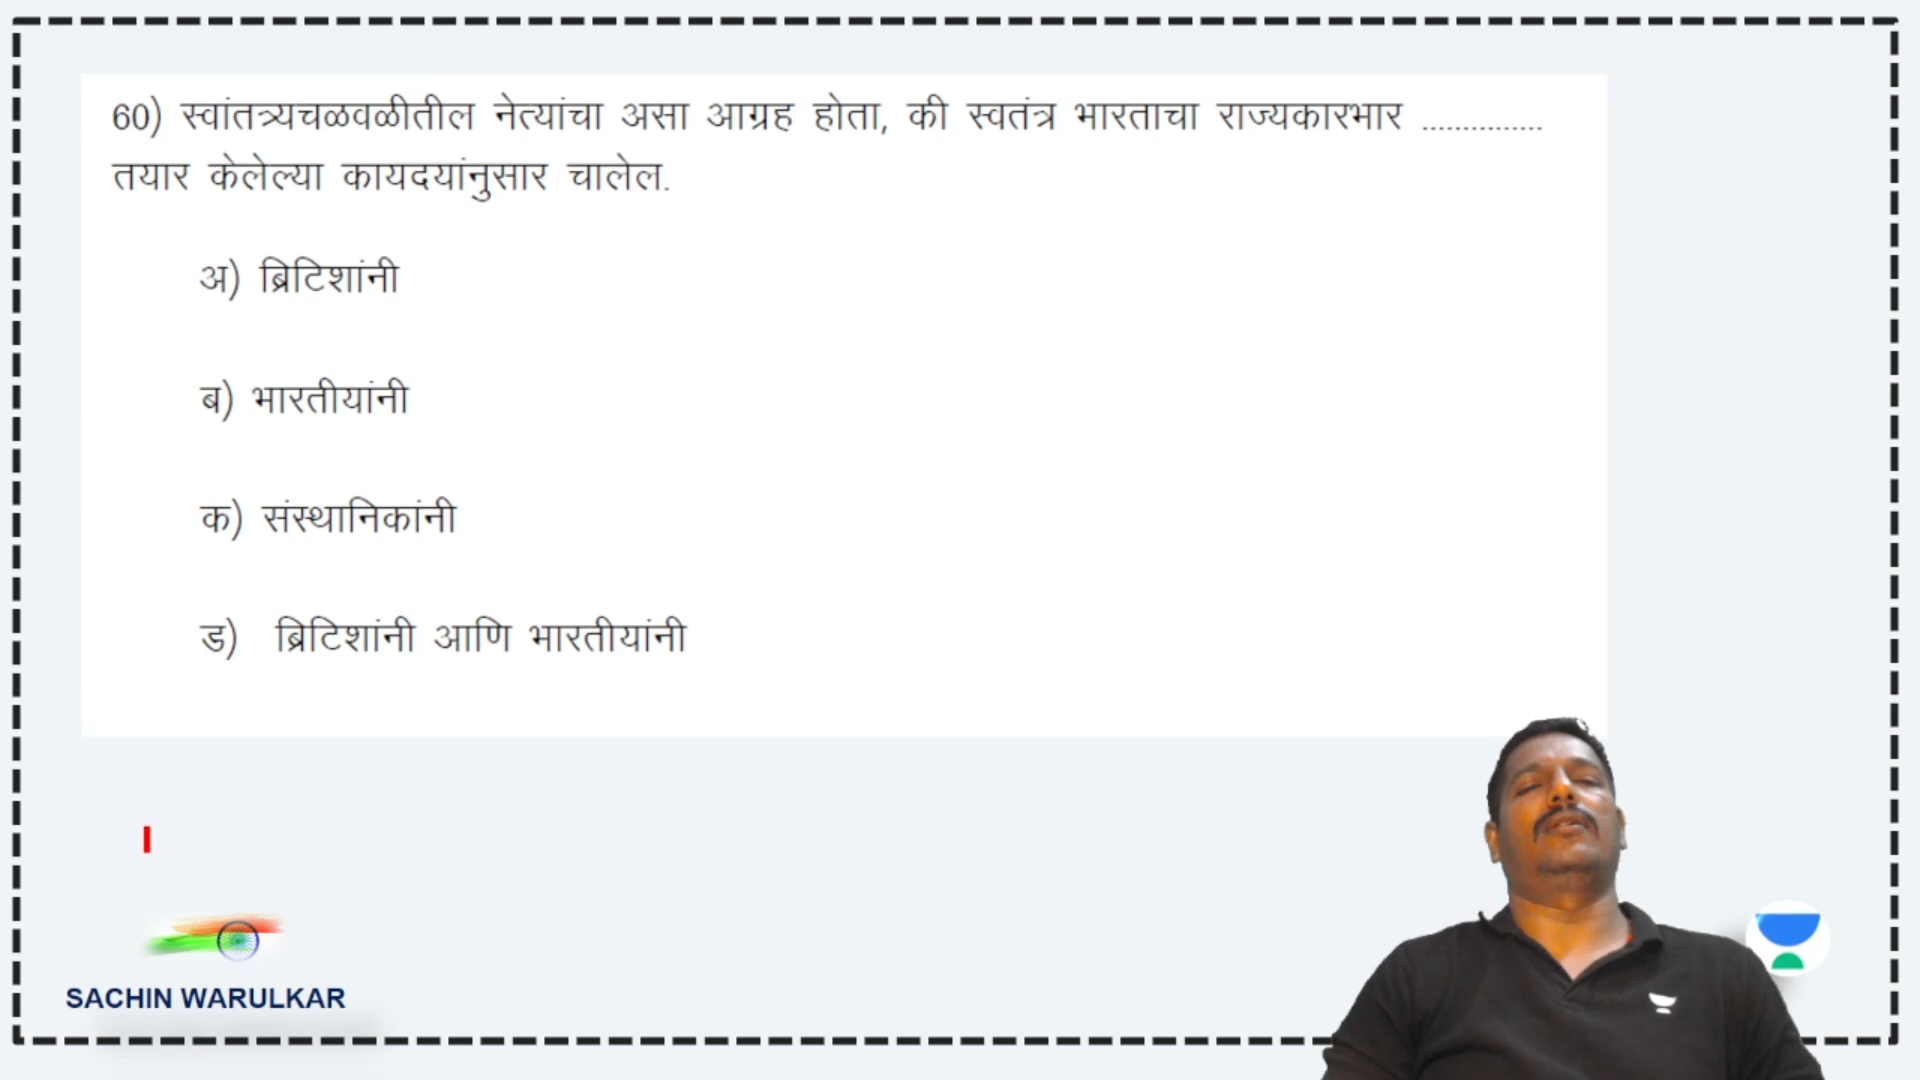 60) स्वांतत्र्यचळवळीतील नेत्यांचा असा आग्रह होता, की स्वतंत्र भारताचा राज्यकारभार ...............
तयार केलेल्या कायदयांनुसार चालेल.
अ) ब्रिटिशांनी
ब) भारतीयांनी
क) संस्थानिकांनी
ड) ब्रिटिशांनी आणि भारतीयांनी
SACHIN WARULKAR